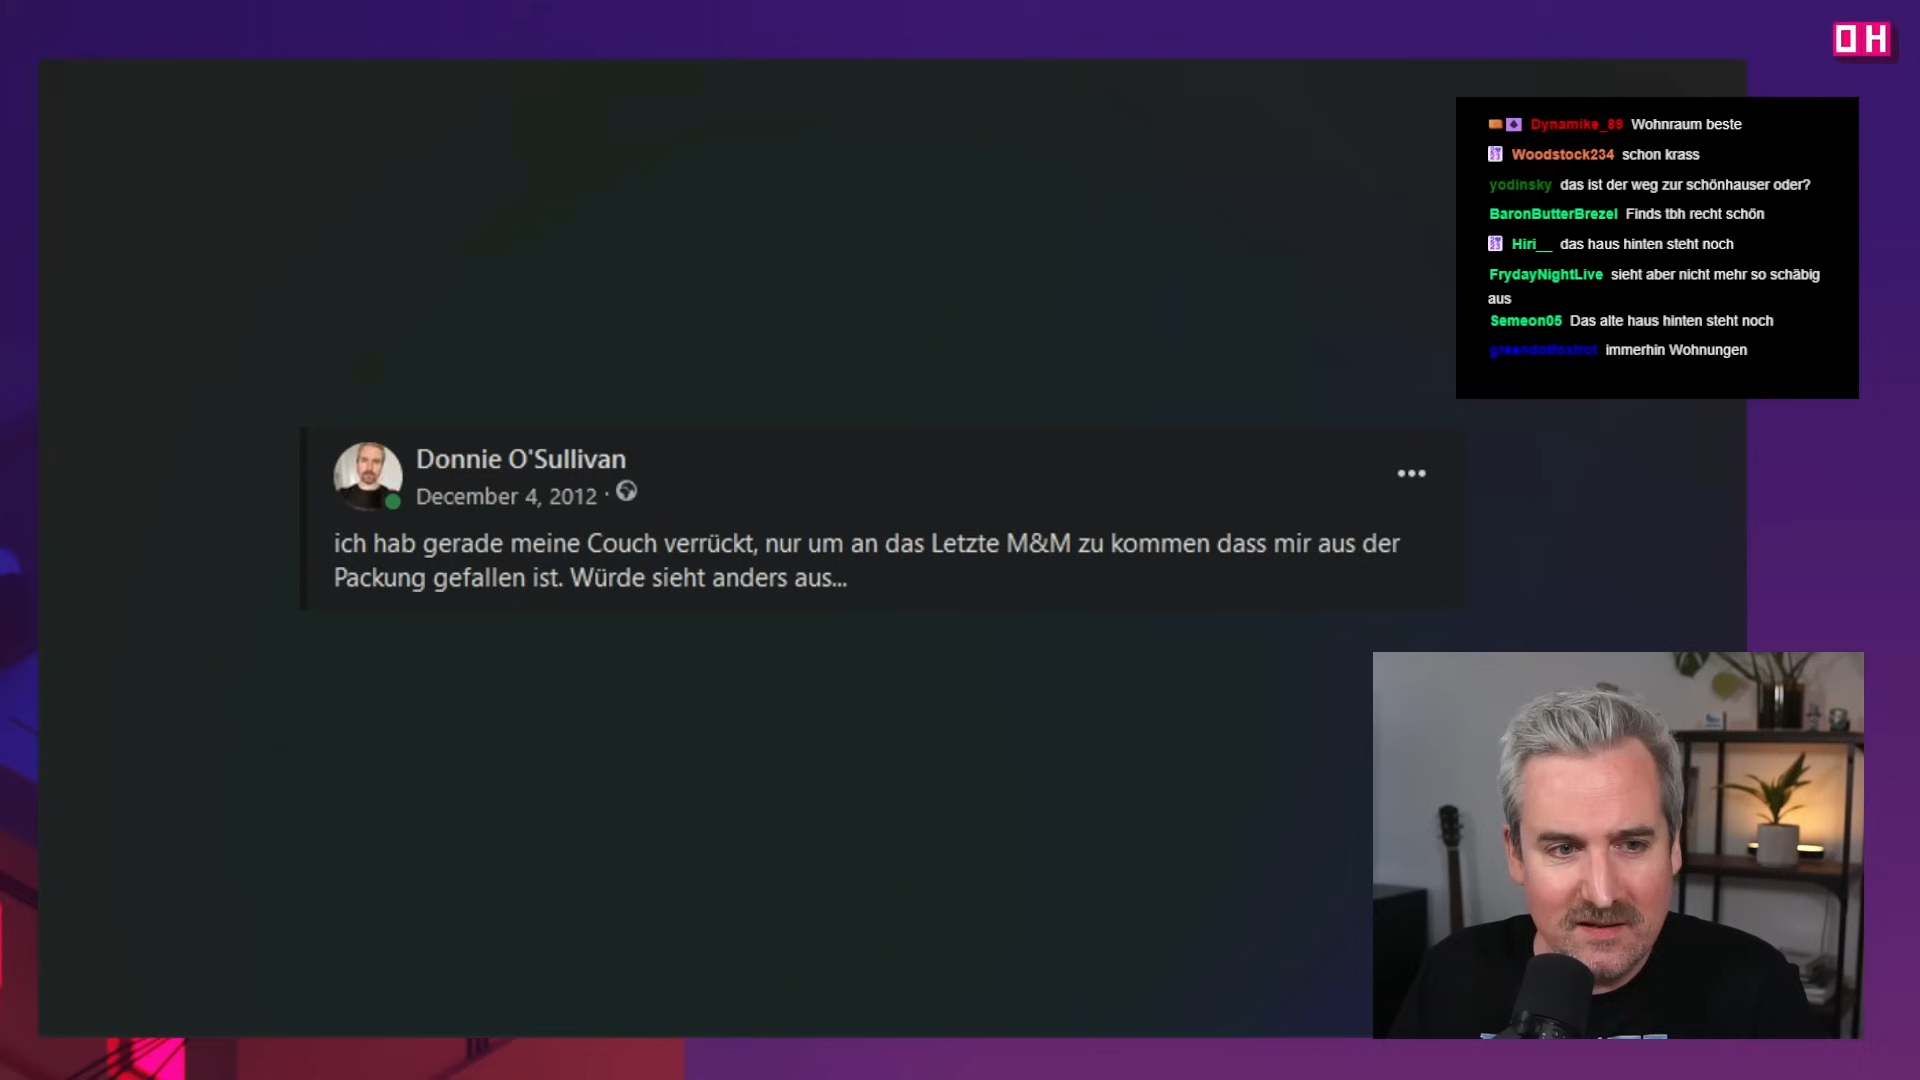 OH
Dynamike_89 Wohnraum beste
Woodstock234 schon krass
yodinsky das ist der weg zur schönhauser oder?
BaronButterBrezel Finds tbh recht schön
Hiri__ das haus hinten steht noch
FrydayNightLive sieht aber nicht mehr so schäbig
aus
Semeon05 Das alte haus hinten steht noch
greendotfoxtrot immerhin Wohnungen
Donnie O'Sullivan
December 4, 2012 ·
ich hab gerade meine Couch verrückt, nur um an das Letzte M&M zu kommen dass mir aus der
Packung gefallen ist. Würde sieht anders aus...